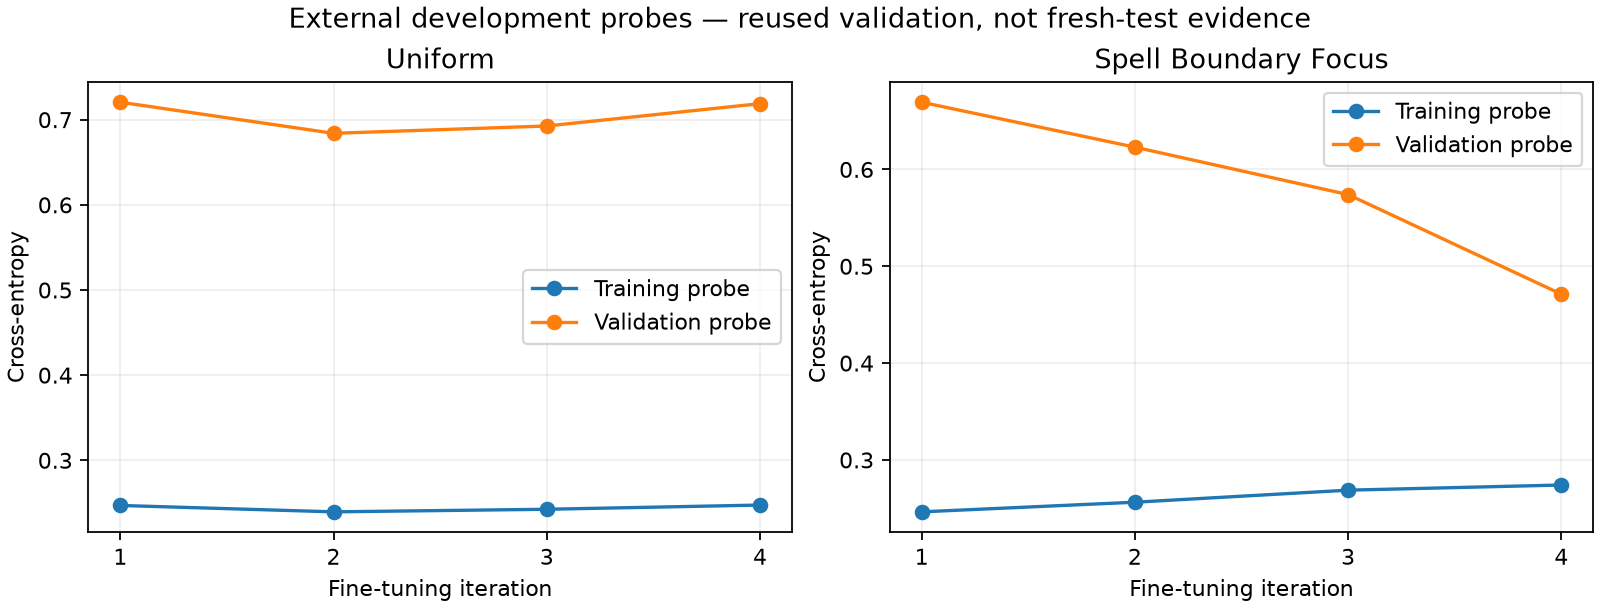 External development probes — reused validation, not fresh-test evidence
Uniform
Cross-entropy
0.7
0.6
0.5
0.4
0.3
Training probe
Validation probe
1 2 3 4
Fine-tuning iteration
Spell Boundary Focus
Cross-entropy
0.6
0.5
0.4
0.3
Training probe
Validation probe
1 2 3 4
Fine-tuning iteration